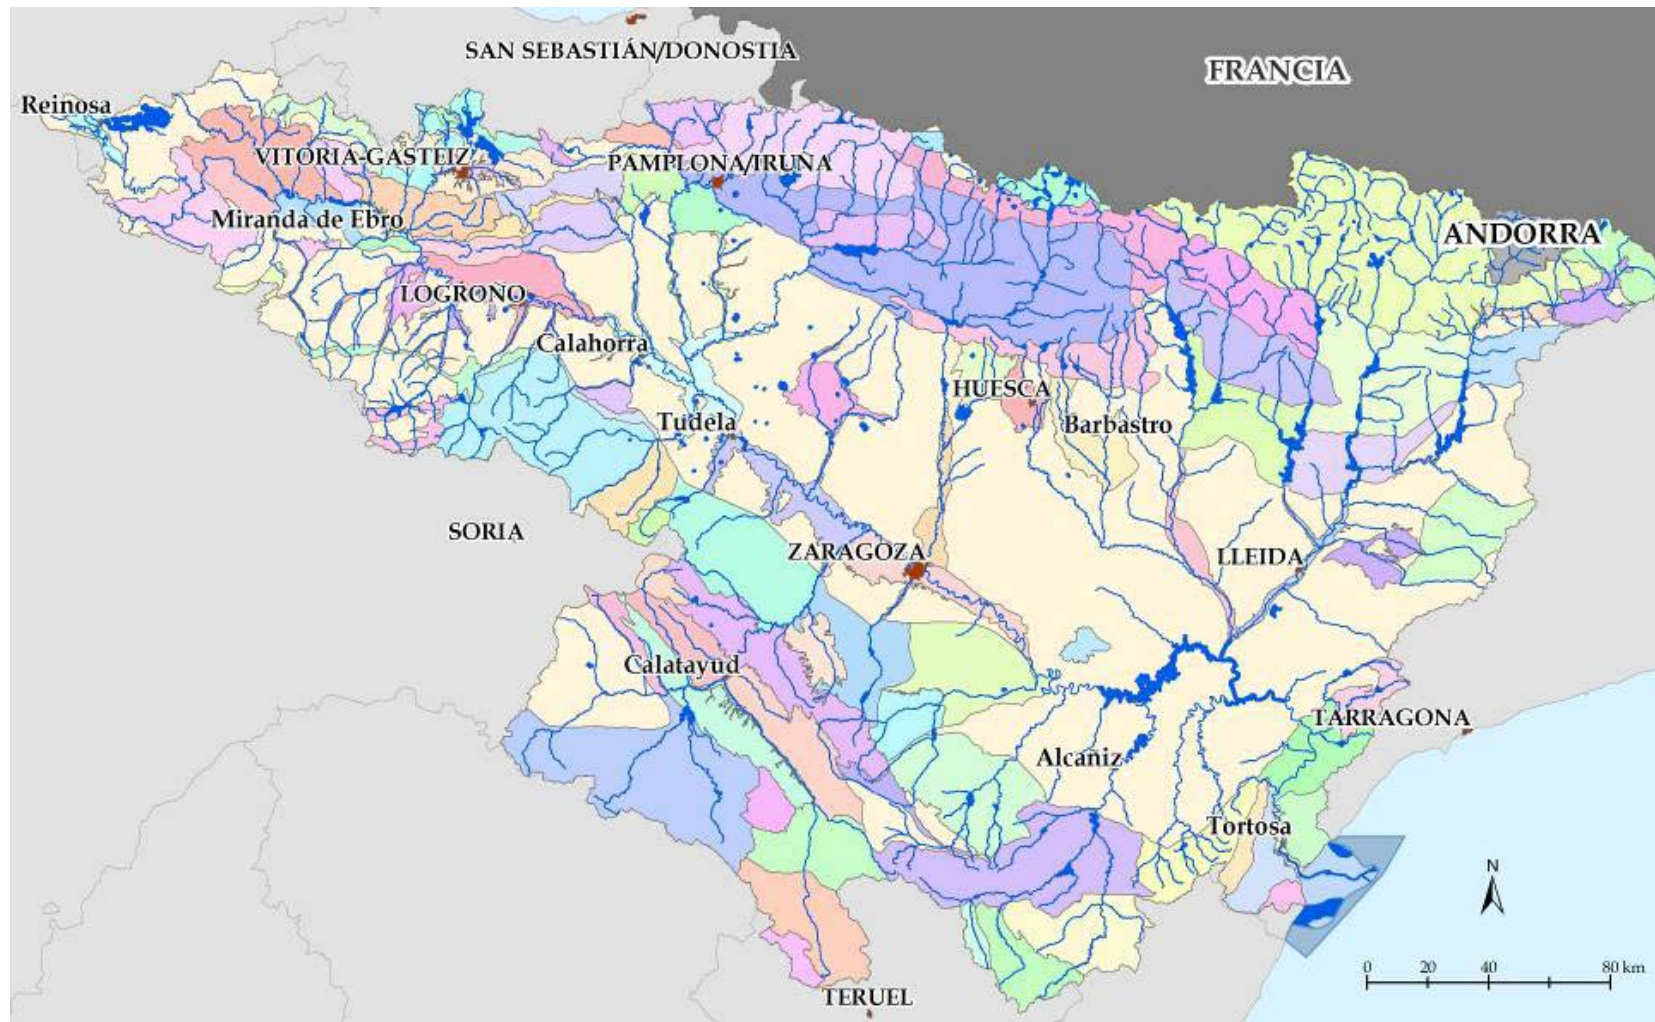 SAN SEBASTIÁN/DONOSTIA
FRANCIA
Reinosa
VITORIA-GASTEIZ
PAMPLONA/IRUÑA
Miranda de Ebro
ANDORRA
LOGROÑO
Calahorra
HUESCA
Tudela
Barbastro
SORIA
ZARAGOZA
LLEIDA
Calatayud
TARRAGONA
Alcañiz
Tortosa
N
0 20 40 80 km
TERUEL